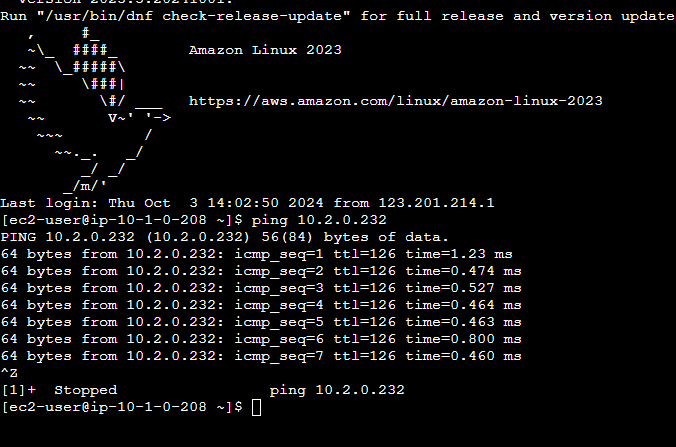 Version 2023.5.20241001:
Run "/usr/bin/dnf check-release-update" for full release and version update
   ,     #_
   ~\_  ####_        Amazon Linux 2023
  ~~  \_#####\
  ~~     \###|
  ~~       \#/ ___   https://aws.amazon.com/linux/amazon-linux-2023
   ~~       V~' '->
    ~~~         /
      ~~._.   _/
         _/ _/
       _/m/'
Last login: Thu Oct  3 14:02:50 2024 from 123.201.214.1
[ec2-user@ip-10-1-0-208 ~]$ ping 10.2.0.232
PING 10.2.0.232 (10.2.0.232) 56(84) bytes of data.
64 bytes from 10.2.0.232: icmp_seq=1 ttl=126 time=1.23 ms
64 bytes from 10.2.0.232: icmp_seq=2 ttl=126 time=0.474 ms
64 bytes from 10.2.0.232: icmp_seq=3 ttl=126 time=0.527 ms
64 bytes from 10.2.0.232: icmp_seq=4 ttl=126 time=0.464 ms
64 bytes from 10.2.0.232: icmp_seq=5 ttl=126 time=0.463 ms
64 bytes from 10.2.0.232: icmp_seq=6 ttl=126 time=0.800 ms
64 bytes from 10.2.0.232: icmp_seq=7 ttl=126 time=0.460 ms
^Z
[1]+  Stopped                 ping 10.2.0.232
[ec2-user@ip-10-1-0-208 ~]$